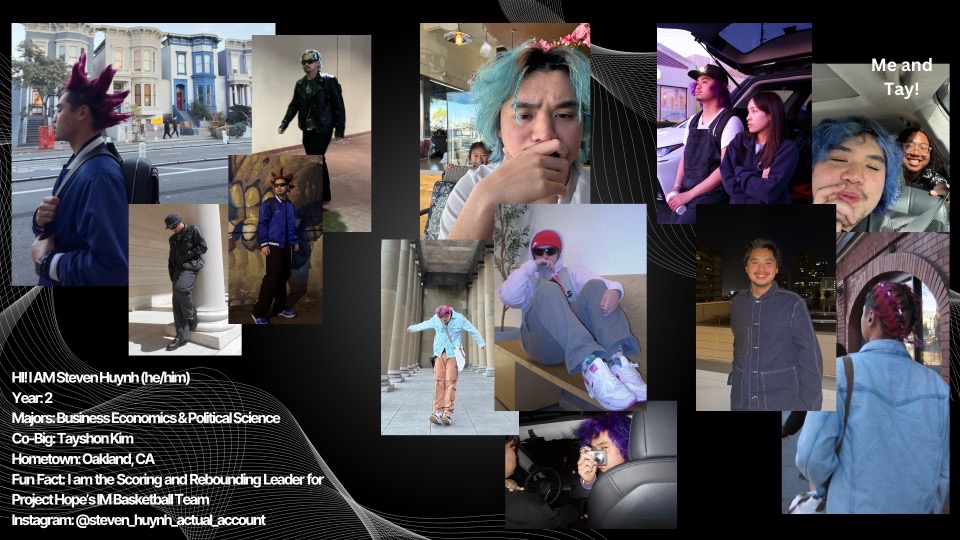 Me and
Tay!
HI! I AM Steven Huynh (he/him)
Year: 2
Majors: Business Economics & Political Science
Co-Big: Tayshon Kim
Hometown: Oakland, CA
Fun Fact: I am the Scoring and Rebounding Leader for
Project Hope's IM Basketball Team
Instagram: @steven_huynh_actual_account